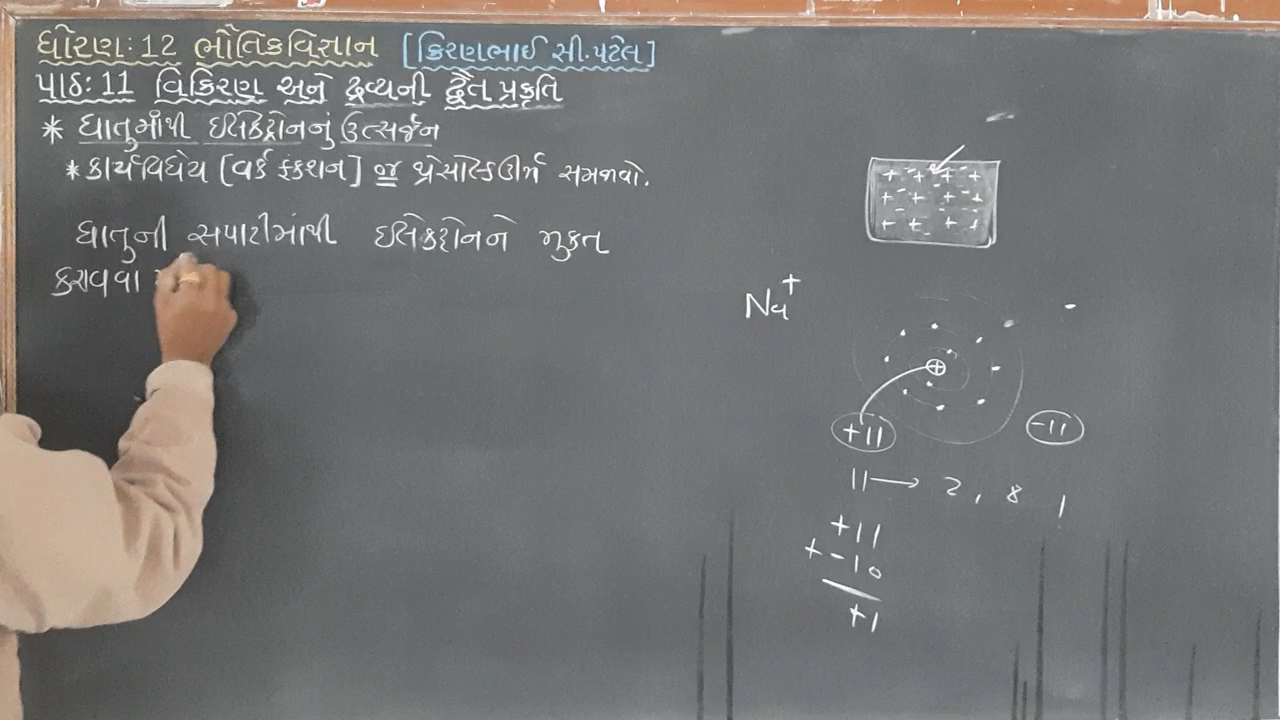 ધોરણ: 12 ભૌતિકવિજ્ઞાન [કિરણભાઈ સી. પટેલ]
પાઠ: 11 વિકિરણ અને દ્રવ્યની દ્વૈત પ્રકૃતિ
* ધાતુમાંથી ઇલેક્ટ્રોનનું ઉત્સર્જન
* કાર્યવિધેય [વર્ક ફંકશન] જ થ્રેસોલ્ડઊર્જા સમજાવો.
ધાતુની સપાટીમાંથી ઇલેક્ટ્રોનને મુક્ત
કરાવવા
+ - + - + - +
+ - + - + - +
- + - + - +
Na+
+
+11
-11
11 → 2, 8 1
+11
+ -10
+1